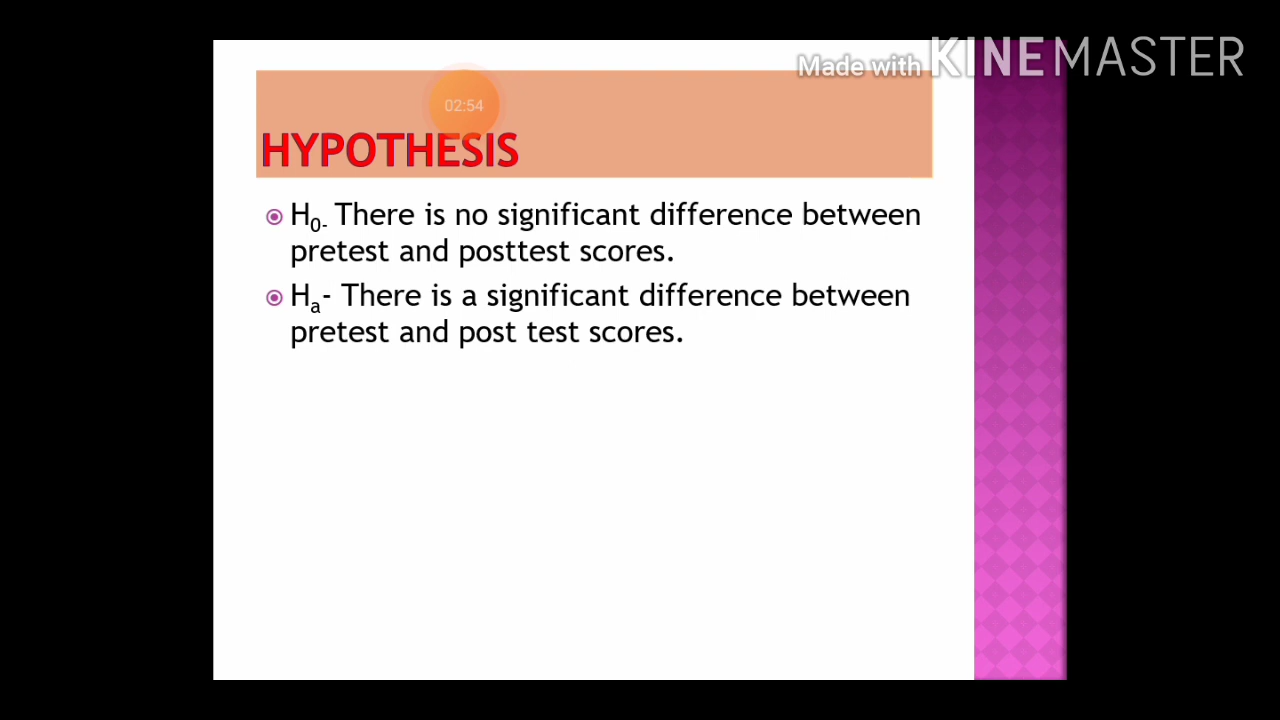 Made with KINEMASTER
02:54
HYPOTHESIS
H0- There is no significant difference between
pretest and posttest scores.
Ha- There is a significant difference between
pretest and post test scores.